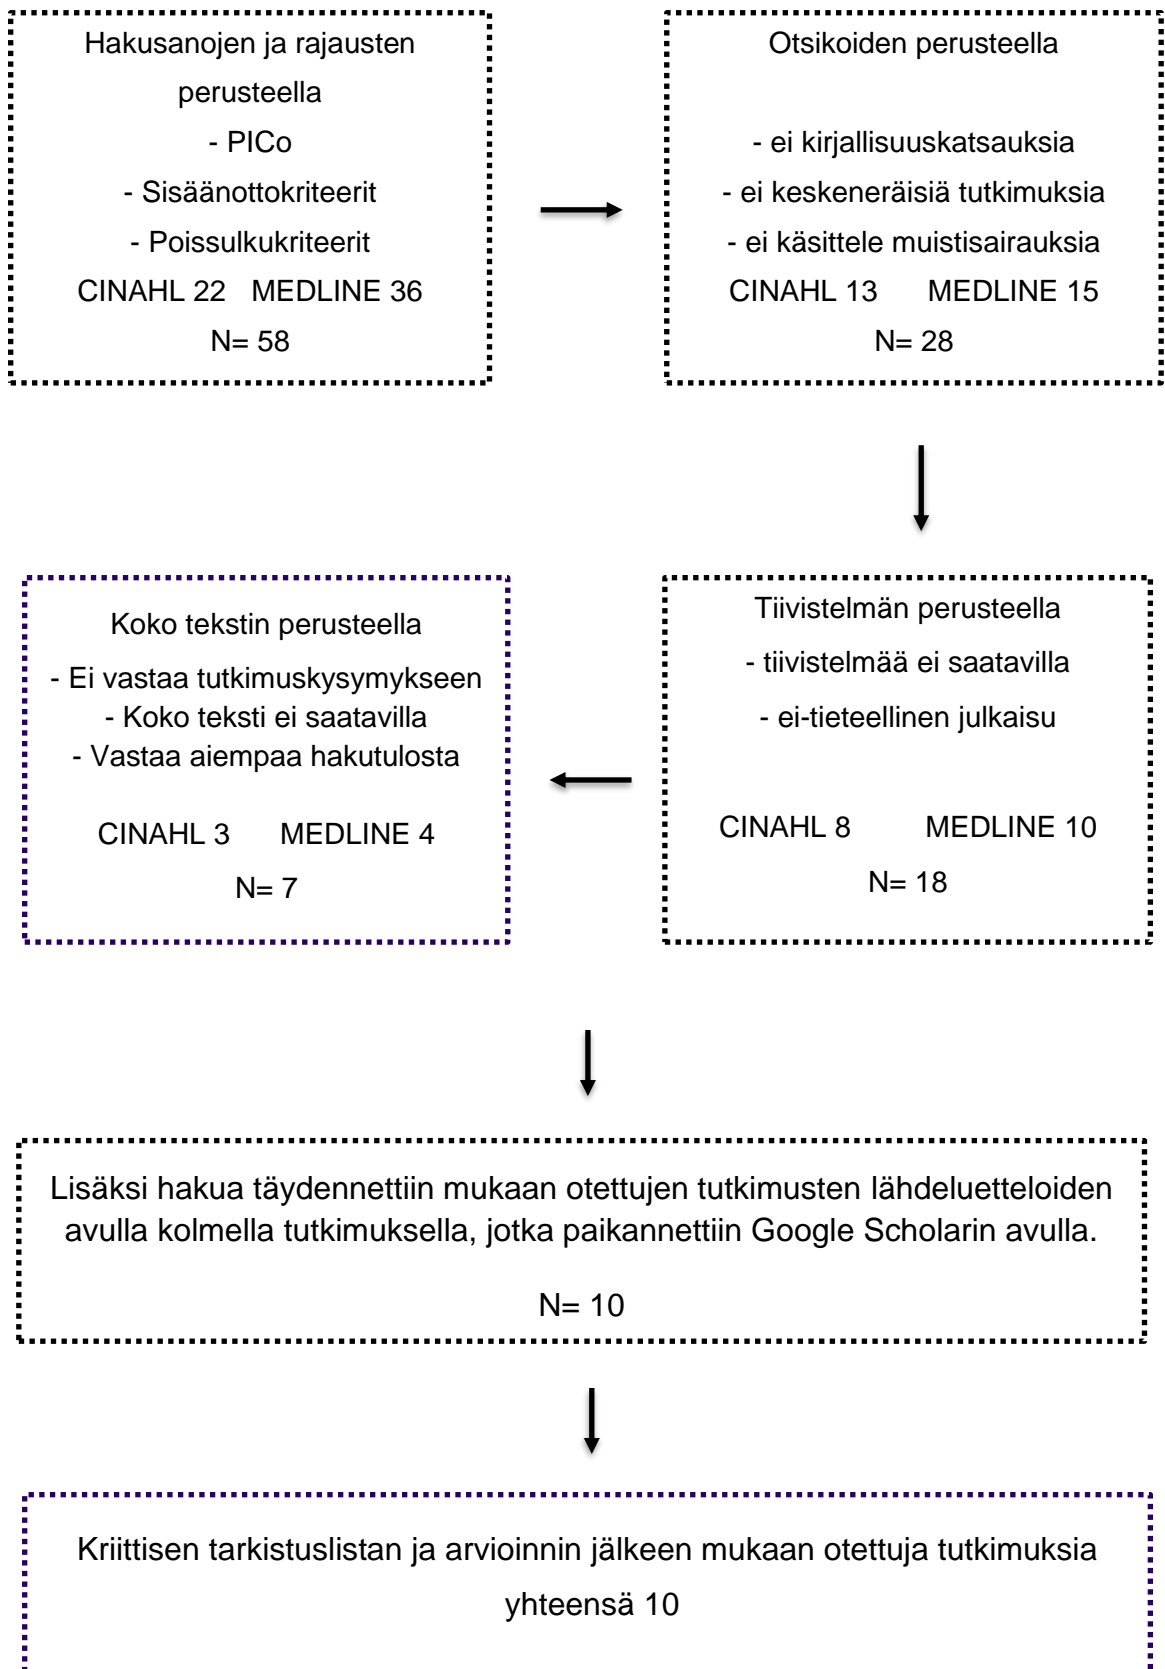 Hakusanojen ja rajausten
perusteella
- PICo
- Sisäänottokriteerit
- Poissulkukriteerit
CINAHL 22 MEDLINE 36
N= 58
Otsikoiden perusteella
- ei kirjallisuuskatsauksia
- ei keskeneräisiä tutkimuksia
- ei käsittele muistisairauksia
CINAHL 13 MEDLINE 15
N= 28
Tiivistelmän perusteella
- tiivistelmää ei saatavilla
- ei-tieteellinen julkaisu
CINAHL 8 MEDLINE 10
N= 18
Koko tekstin perusteella
- Ei vastaa tutkimuskysymykseen
- Koko teksti ei saatavilla
- Vastaa aiempaa hakutulosta
CINAHL 3 MEDLINE 4
N= 7
Lisäksi hakua täydennettiin mukaan otettujen tutkimusten lähdeluetteloiden
avulla kolmella tutkimuksella, jotka paikannettiin Google Scholarin avulla.
N= 10
Kriittisen tarkistuslistan ja arvioinnin jälkeen mukaan otettuja tutkimuksia
yhteensä 10